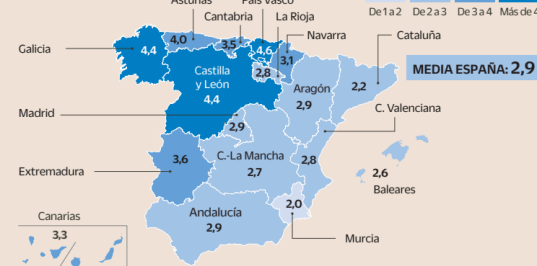 Asturias
País Vasco
De 1 a 2 De 2 a 3 De 3 a 4 Más de 4
Cantabria
La Rioja
Galicia
4,4
4,0
3,5
4,6
3,1
Navarra
Cataluña
MEDIA ESPAÑA: 2,9
Castilla
y León
4,4
2,8
Aragón
2,9
2,2
Madrid
2,9
C. Valenciana
Extremadura
3,6
C.-La Mancha
2,7
2,8
2,6
Baleares
Canarias
3,3
Andalucía
2,9
2,0
Murcia